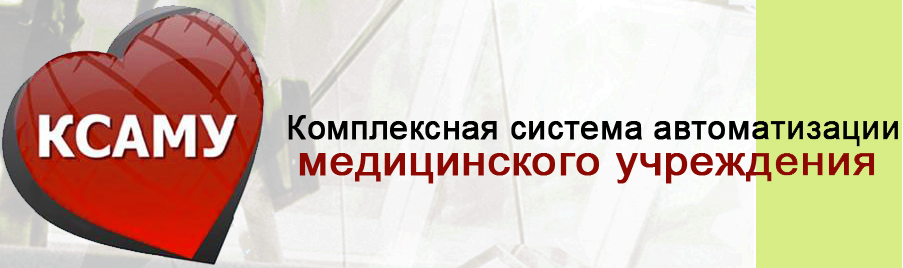 КСАМУ
Комплексная система автоматизации
медицинского учреждения